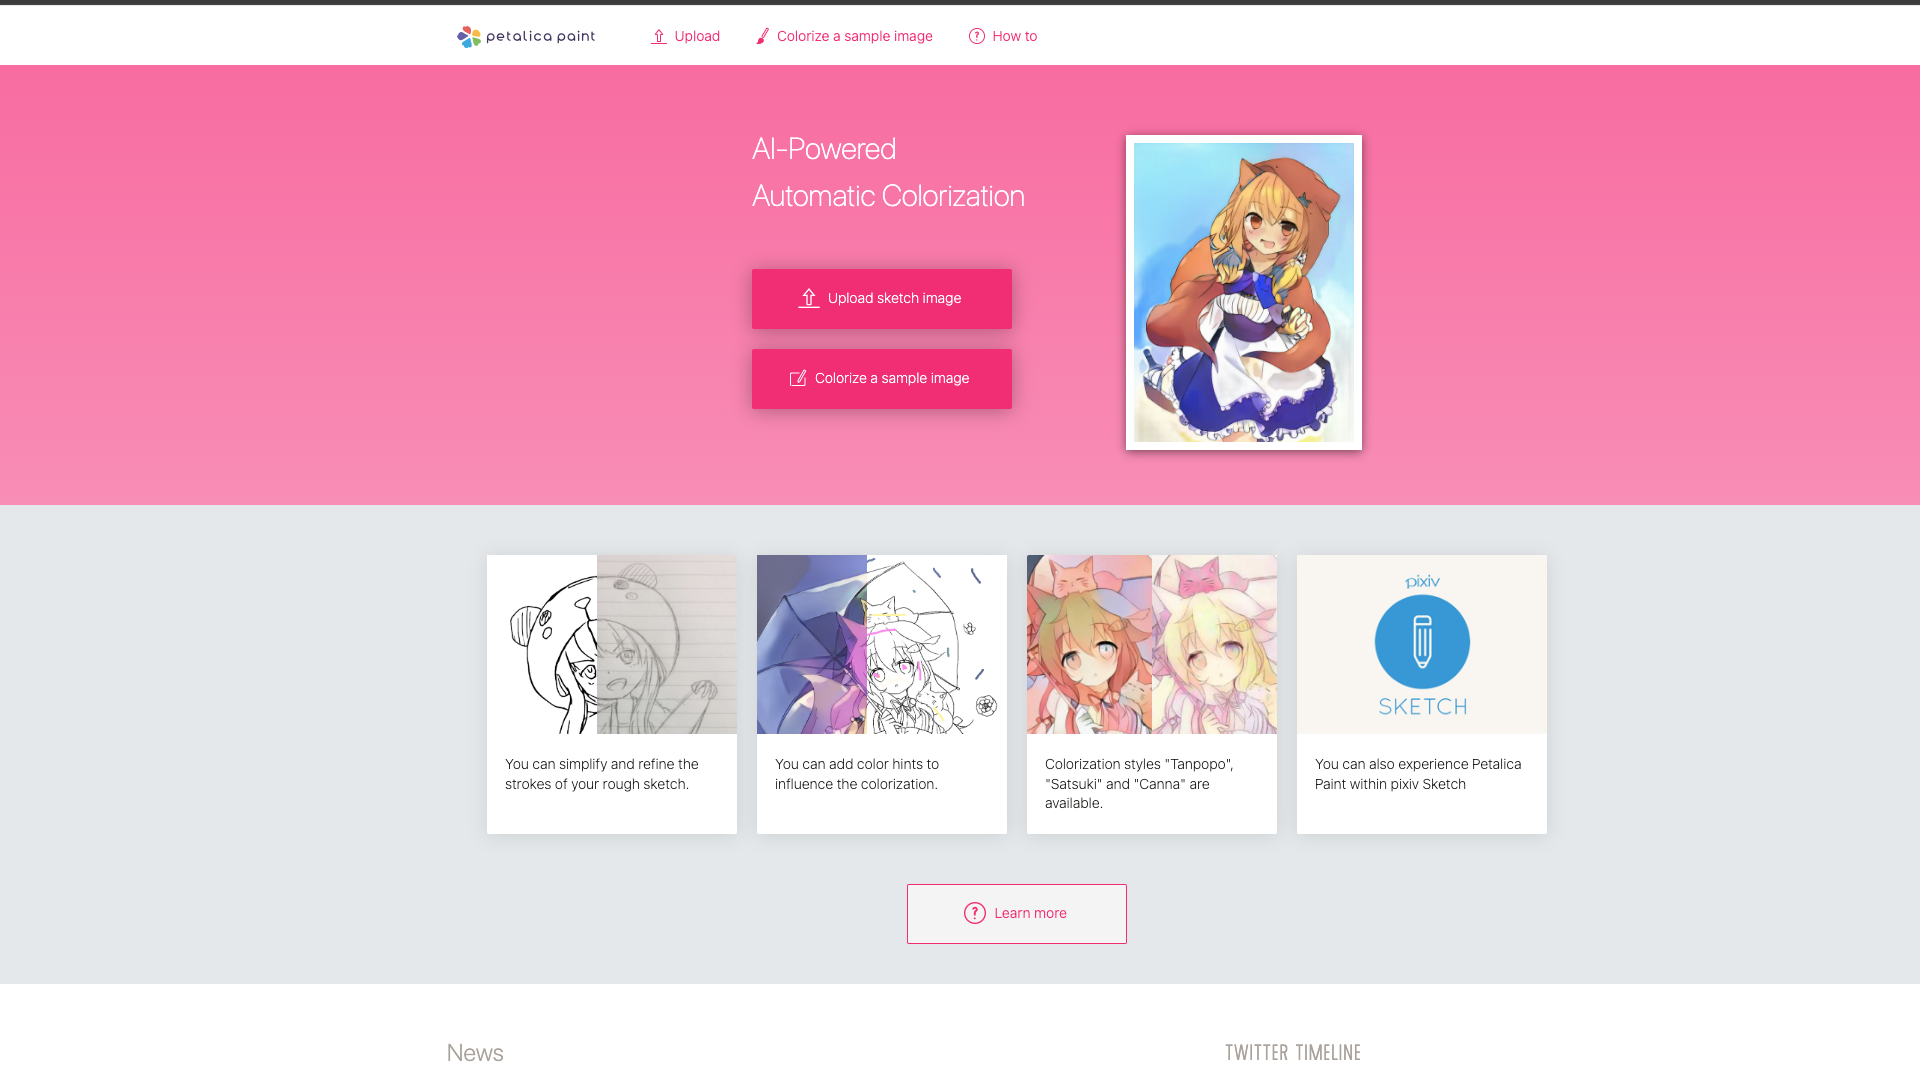 petalica paint
Upload
Colorize a sample image
How to
AI-Powered
Automatic Colorization
Upload sketch image
Colorize a sample image
You can simplify and refine the
strokes of your rough sketch.
You can add color hints to
influence the colorization.
Colorization styles "Tanpopo",
"Satsuki" and "Canna" are
available.
pixiv
SKETCH
You can also experience Petalica
Paint within pixiv Sketch
Learn more
News
TWITTER TIMELINE